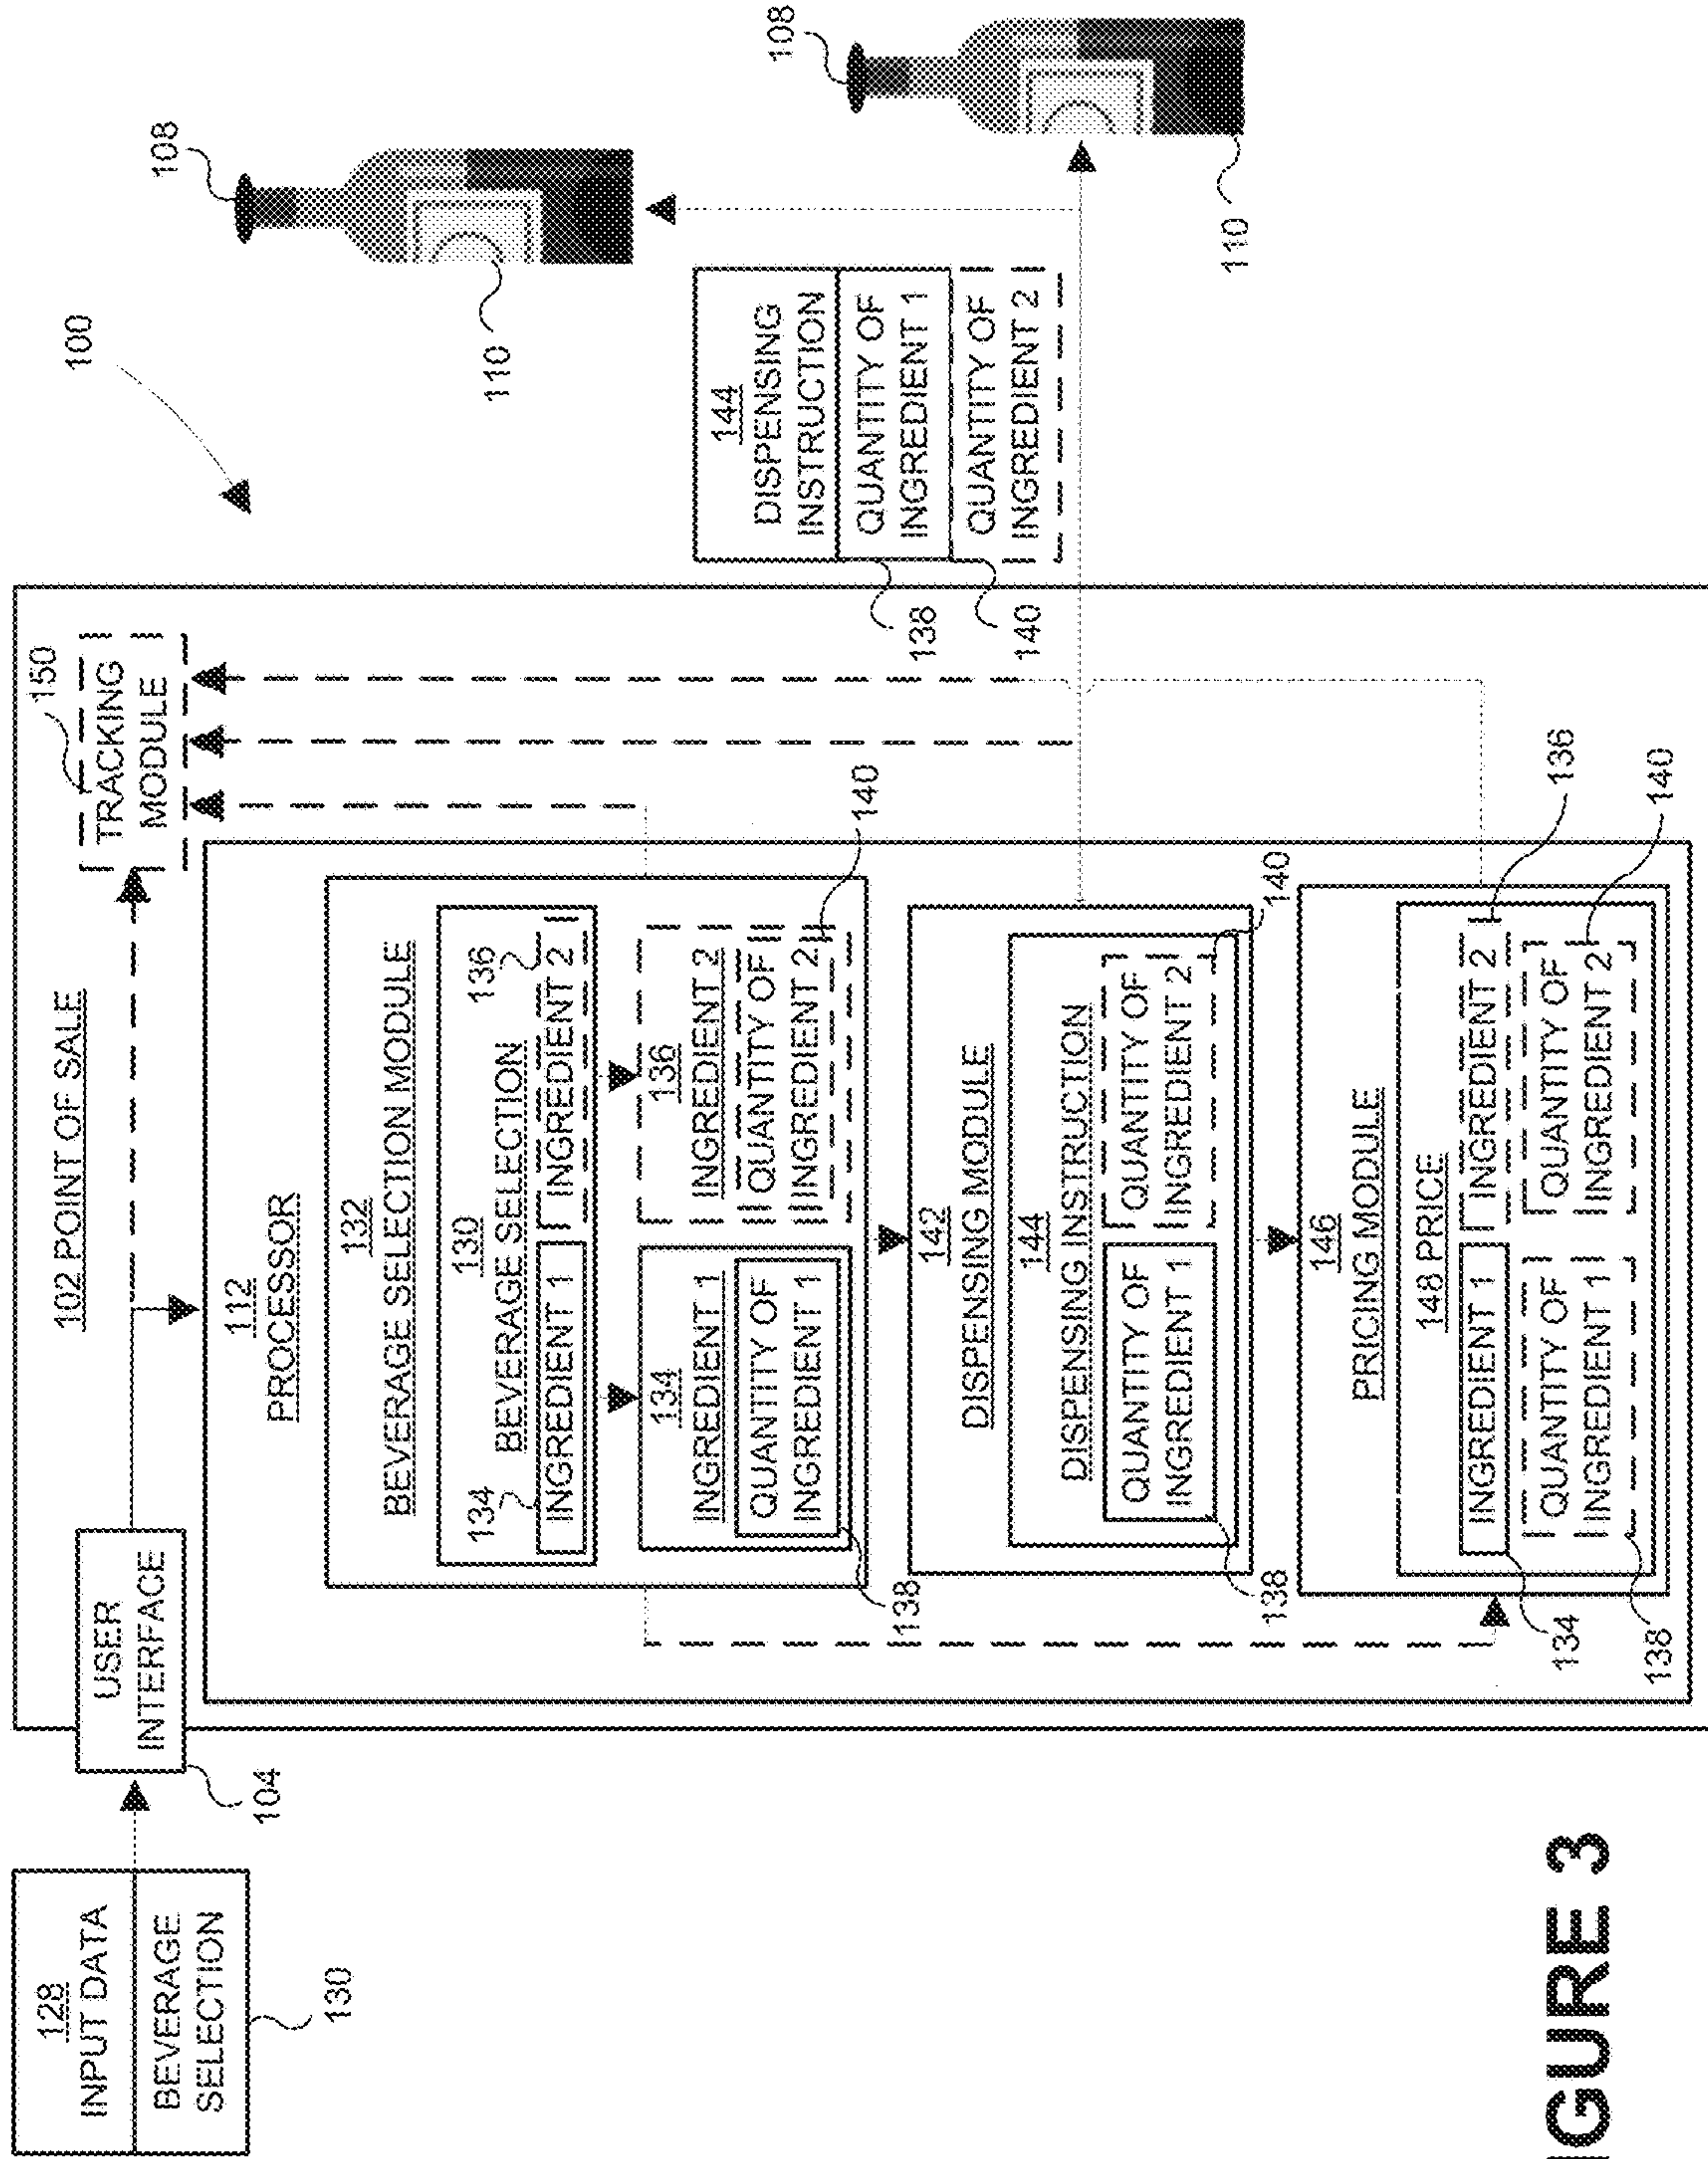 128
INPUT DATA
BEVERAGE
SELECTION
130
USER
INTERFACE
104
102 POINT OF SALE
150
TRACKING
MODULE
100
112
PROCESSOR
132
BEVERAGE SELECTION MODULE
130
BEVERAGE SELECTION
134
136
INGREDIENT 1
INGREDIENT 2
134
INGREDIENT 1
QUANTITY OF
INGREDIENT 1
138
136
INGREDIENT 2
QUANTITY OF
INGREDIENT 2
140
142
DISPENSING MODULE
144
DISPENSING INSTRUCTION
QUANTITY OF
INGREDIENT 1
138
QUANTITY OF
INGREDIENT 2
140
146
PRICING MODULE
148 PRICE
INGREDIENT 1
134
INGREDIENT 2
136
QUANTITY OF
INGREDIENT 1
138
QUANTITY OF
INGREDIENT 2
140
144
DISPENSING
INSTRUCTION
QUANTITY OF
INGREDIENT 1
138
QUANTITY OF
INGREDIENT 2
140
108
110
108
110
IGURE 3